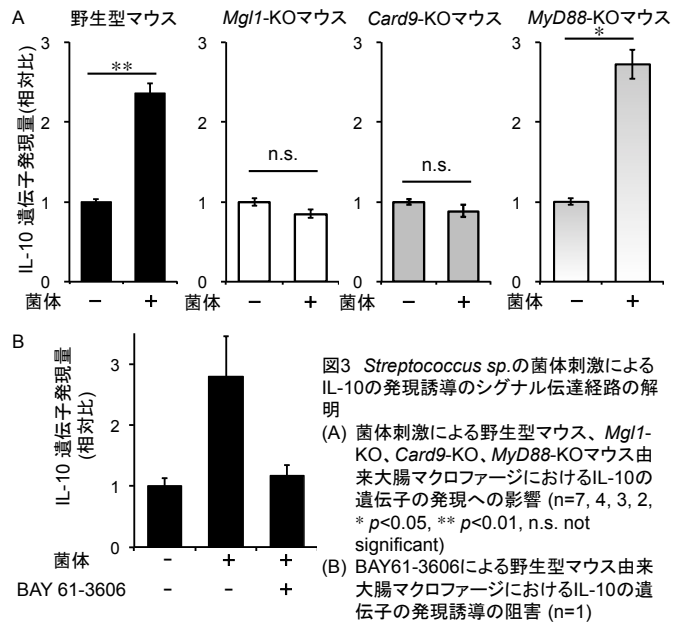 A
野生型マウス
Mgl1-KOマウス
Card9-KOマウス
MyD88-KOマウス
IL-10 遺伝子発現量(相対比)
3
2
1
0
**
3
2
1
0
n.s.
3
2
1
0
n.s.
3
2
1
0
*
菌体 − +
菌体 − +
菌体 − +
菌体 − +
B
IL-10 遺伝子発現量
(相対比)
3
2
1
0
菌体 - + +
BAY 61-3606 − − +
図3 Streptococcus sp.の菌体刺激による
IL-10の発現誘導のシグナル伝達経路の解
明
(A) 菌体刺激による野生型マウス、Mgl1-
KO、Card9-KO、MyD88-KOマウス由
来大腸マクロファージにおけるIL-10の
遺伝子の発現への影響 (n=7, 4, 3, 2,
* p<0.05, ** p<0.01, n.s. not
significant)
(B) BAY61-3606による野生型マウス由来
大腸マクロファージにおけるIL-10の遺
伝子の発現誘導の阻害 (n=1)